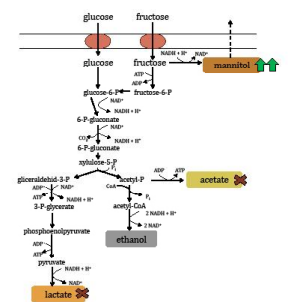 glucose fructose
glucose fructose
NADH + H⁺ NAD⁺
mannitol
ATP
ADP
glucose-6-P fructose-6-P
NAD⁺
NADH + H⁺
6-P-gluconate
NAD⁺
CO₂
NADH + H⁺
6-P-gluconate
xylulose-5-P
Pᵢ
gliceraldehid-3-P acetyl-P
ADP ATP
acetate
ADP NAD⁺
ATP
NADH + H⁺
CoA
Pᵢ
3-P-glycerate acetyl-CoA
2 NADH + H⁺
2 NAD⁺
phosphoenolpyruvate
ethanol
ADP
ATP
pyruvate
NADH + H⁺
NAD⁺
lactate